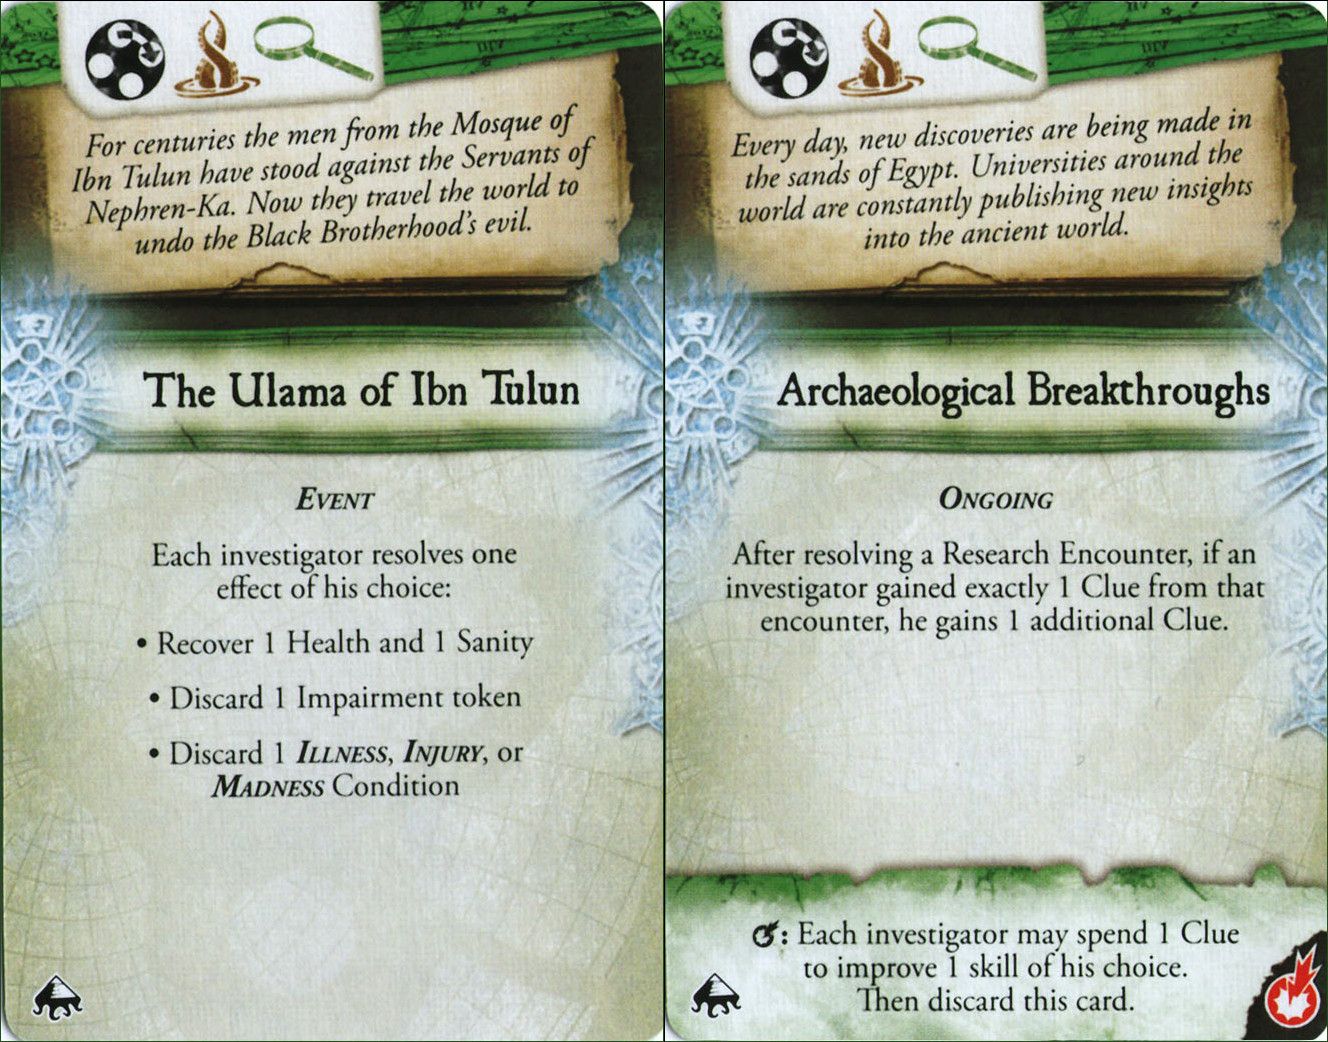 For centuries the men from the Mosque of
Ibn Tulun have stood against the Servants of
Nephren-Ka. Now they travel the world to
undo the Black Brotherhood's evil.
The Ulama of Ibn Tulun
EVENT
Each investigator resolves one
effect of his choice:
• Recover 1 Health and 1 Sanity
• Discard 1 Impairment token
• Discard 1 ILLNESS, INJURY, or
MADNESS Condition
Every day, new discoveries are being made in
the sands of Egypt. Universities around the
world are constantly publishing new insights
into the ancient world.
Archaeological Breakthroughs
ONGOING
After resolving a Research Encounter, if an
investigator gained exactly 1 Clue from that
encounter, he gains 1 additional Clue.
: Each investigator may spend 1 Clue
to improve 1 skill of his choice.
Then discard this card.